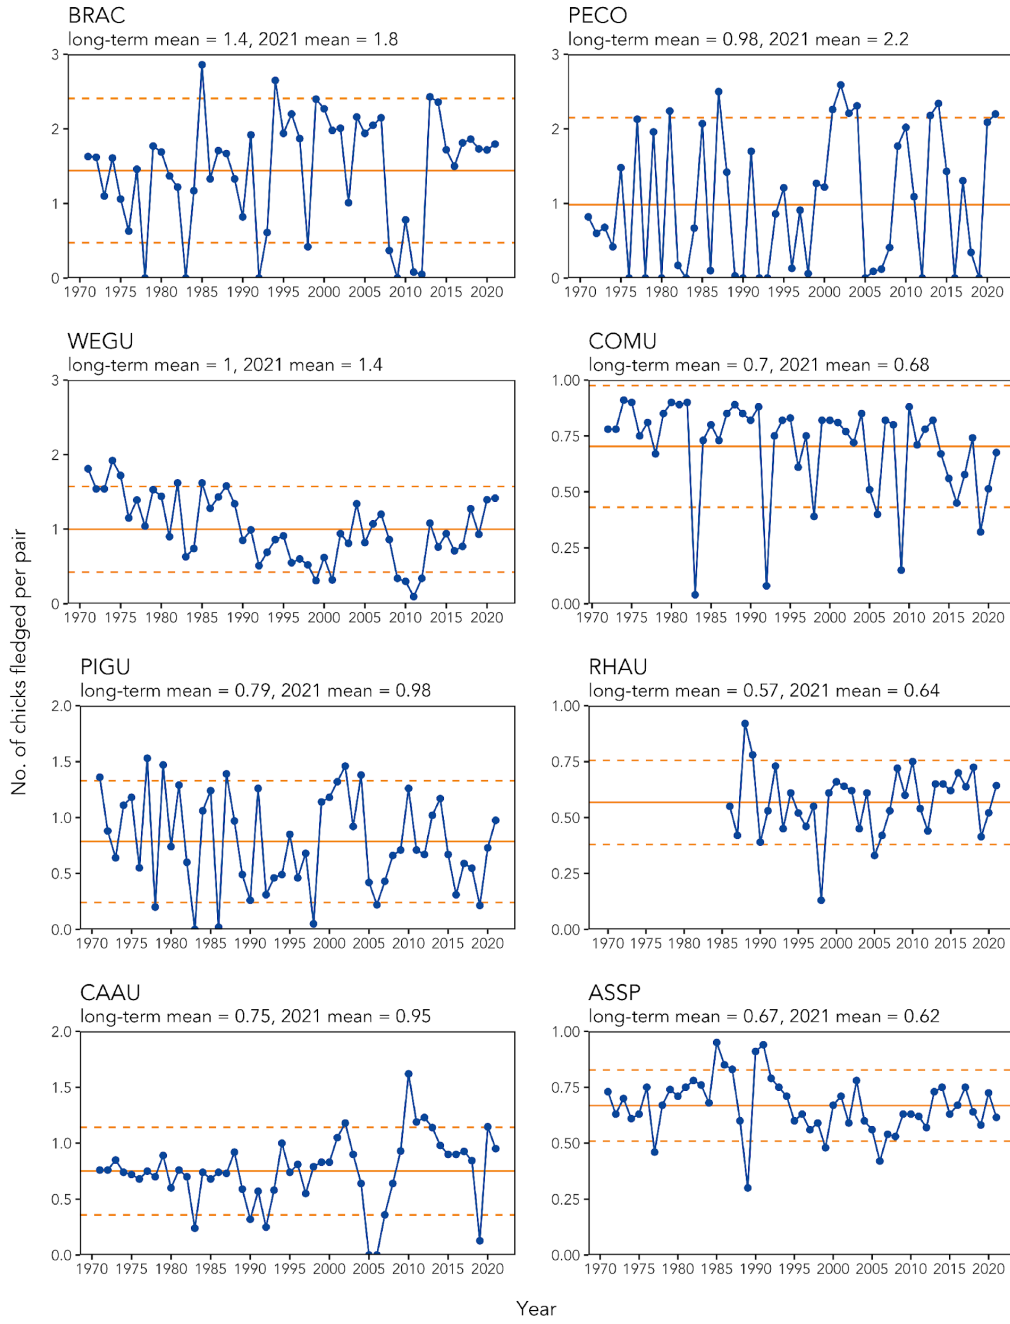 BRAC
long-term mean = 1.4, 2021 mean = 1.8
3
2
1
0
1970 1975 1980 1985 1990 1995 2000 2005 2010 2015 2020
PECO
long-term mean = 0.98, 2021 mean = 2.2
3
2
1
0
1970 1975 1980 1985 1990 1995 2000 2005 2010 2015 2020
WEGU
long-term mean = 1, 2021 mean = 1.4
3
2
1
0
1970 1975 1980 1985 1990 1995 2000 2005 2010 2015 2020
COMU
long-term mean = 0.7, 2021 mean = 0.68
1.00
0.75
0.50
0.25
0.00
1970 1975 1980 1985 1990 1995 2000 2005 2010 2015 2020
No. of chicks fledged per pair
PIGU
long-term mean = 0.79, 2021 mean = 0.98
2.0
1.5
1.0
0.5
0.0
1970 1975 1980 1985 1990 1995 2000 2005 2010 2015 2020
RHAU
long-term mean = 0.57, 2021 mean = 0.64
1.00
0.75
0.50
0.25
0.00
1970 1975 1980 1985 1990 1995 2000 2005 2010 2015 2020
CAAU
long-term mean = 0.75, 2021 mean = 0.95
2.0
1.5
1.0
0.5
0.0
1970 1975 1980 1985 1990 1995 2000 2005 2010 2015 2020
ASSP
long-term mean = 0.67, 2021 mean = 0.62
1.00
0.75
0.50
0.25
0.00
1970 1975 1980 1985 1990 1995 2000 2005 2010 2015 2020
Year